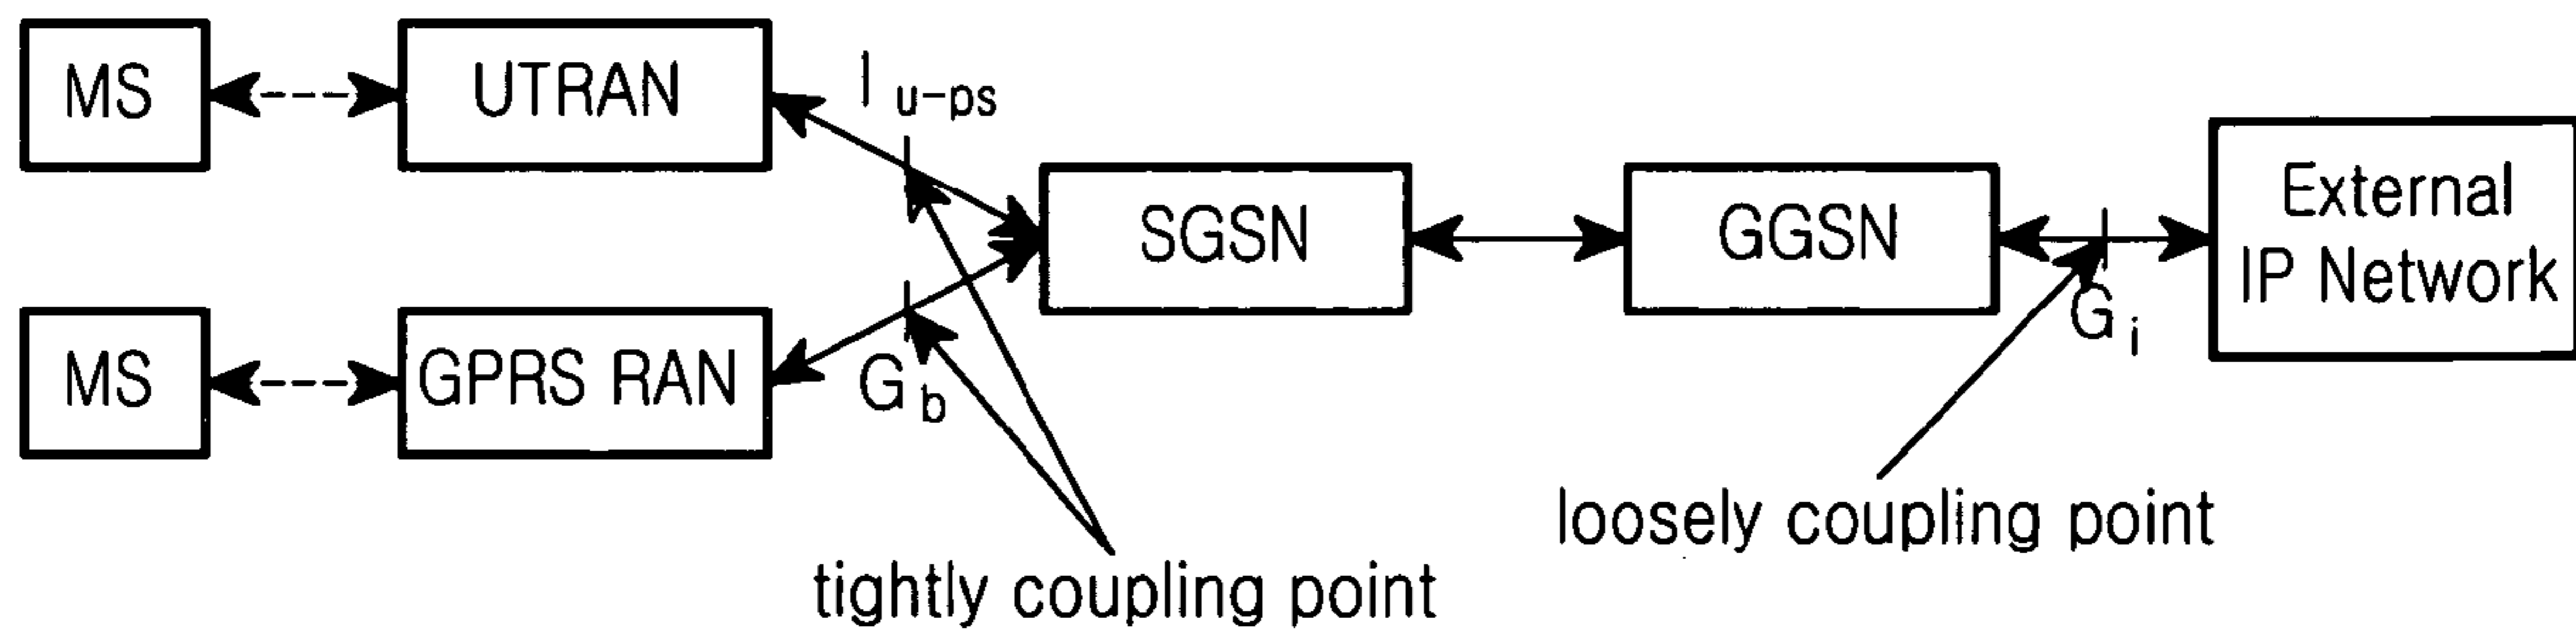 MS
UTRAN
I u-ps
MS
GPRS RAN
G b
SGSN
GGSN
G i
External
IP Network
tightly coupling point
loosely coupling point